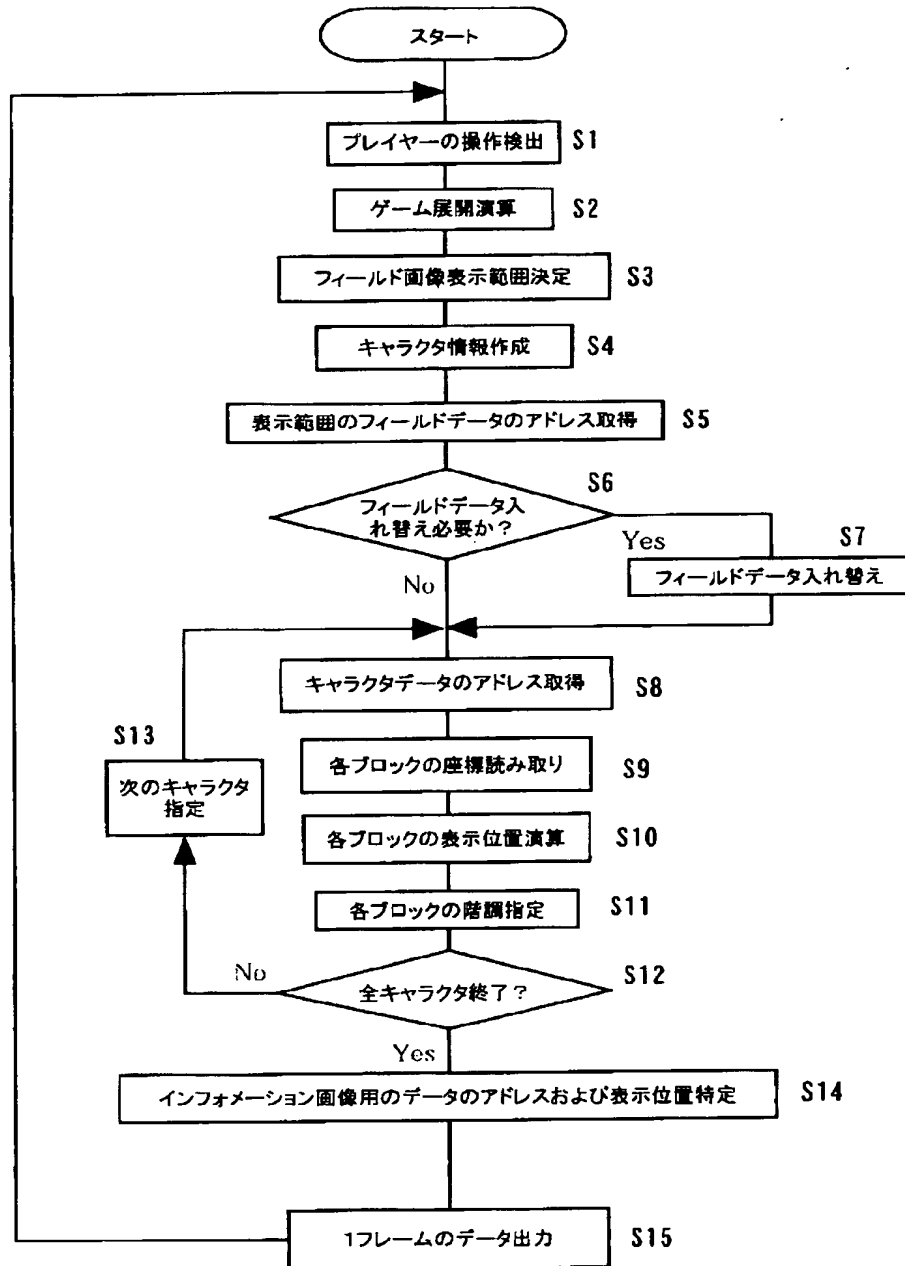 スタート
プレイヤーの操作検出 S1
ゲーム展開演算 S2
フィールド画像表示範囲決定 S3
キャラクタ情報作成 S4
表示範囲のフィールドデータのアドレス取得 S5
S6
フィールドデータ入
れ替え必要か?
Yes
S7
フィールドデータ入れ替え
No
キャラクタデータのアドレス取得 S8
S13
次のキャラクタ
指定
各ブロックの座標読み取り S9
各ブロックの表示位置演算 S10
各ブロックの階調指定 S11
No
全キャラクタ終了? S12
Yes
インフォメーション画像用のデータのアドレスおよび表示位置特定 S14
1フレームのデータ出力 S15